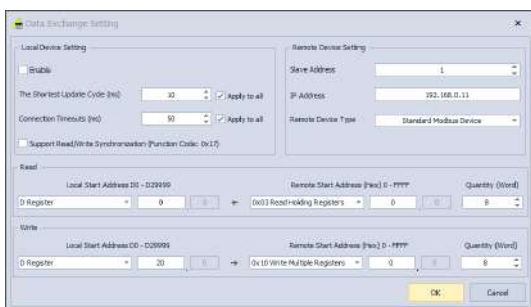 Data Exchange Setting
Local Device Setting
Enable
The Shortest Update Cycle (ms) 10 Apply to all
Connection Timeouts (ms) 50 Apply to all
Support Read/Write Synchronization (Function Code: 0x17)
Remote Device Setting
Slave Address 1
IP Address 192.168.0.11
Remote Device Type Standard Modbus Device
Read
Local Start Address D0 - D29999 Remote Start Address (Hex) 0 - FFFF Quantity (Word)
D Register 0 0 ← 0x03 Read Holding Registers 0 0 8
Write
Local Start Address D0 - D29999 Remote Start Address (Hex) 0 - FFFF Quantity (Word)
D Register 20 0 → 0x10 Write Multiple Registers 0 0 8
OK Cancel